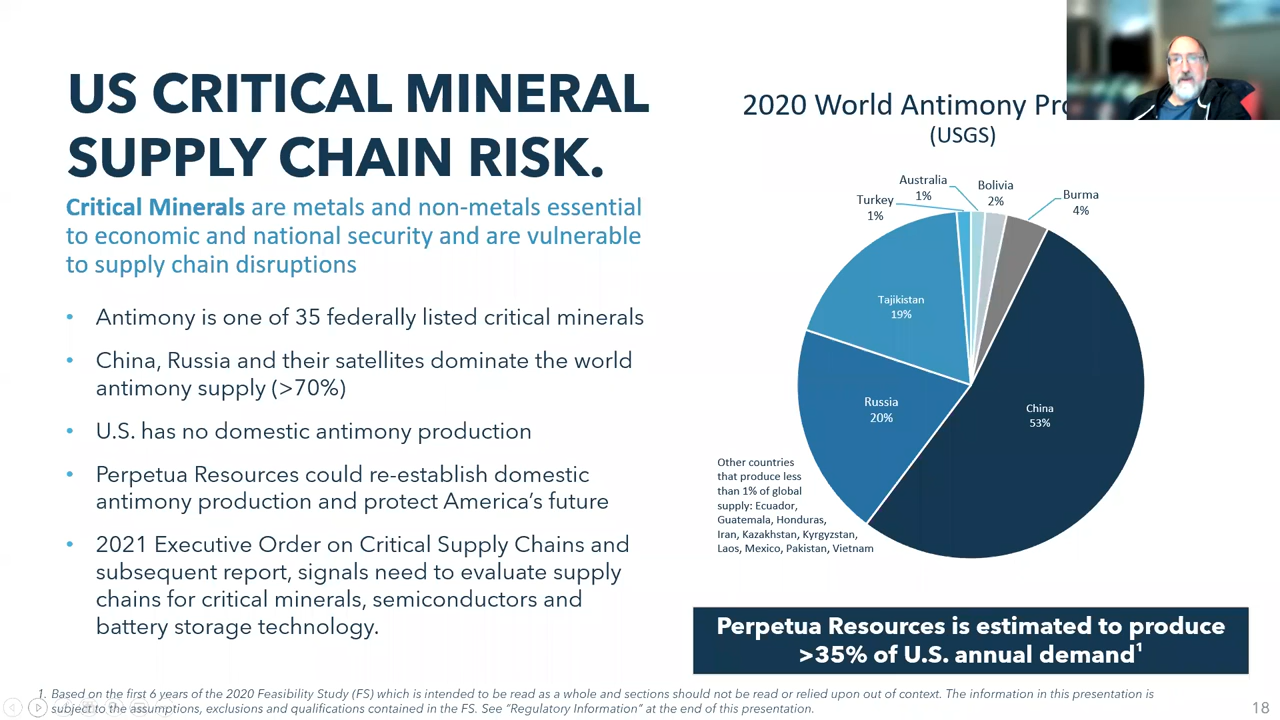 US CRITICAL MINERAL
SUPPLY CHAIN RISK.
Critical Minerals are metals and non-metals essential
to economic and national security and are vulnerable
to supply chain disruptions
• Antimony is one of 35 federally listed critical minerals
• China, Russia and their satellites dominate the world
antimony supply (>70%)
• U.S. has no domestic antimony production
• Perpetua Resources could re-establish domestic
antimony production and protect America's future
• 2021 Executive Order on Critical Supply Chains and
subsequent report, signals need to evaluate supply
chains for critical minerals, semiconductors and
battery storage technology.
2020 World Antimony
(USGS)
Turkey
1%
Australia
1%
Bolivia
2%
Burma
4%
Tajikistan
19%
Russia
20%
China
53%
Other countries
that produce less
than 1% of global
supply: Ecuador,
Guatemala, Honduras,
Iran, Kazakhstan, Kyrgyzstan,
Laos, Mexico, Pakistan, Vietnam
Perpetua Resources is estimated to produce
>35% of U.S. annual demand¹
1. Based on the first 6 years of the 2020 Feasibility Study (FS) which is intended to be read as a whole and sections should not be read or relied upon out of context. The information in this presentation is
subject to the assumptions, exclusions and qualifications contained in the FS. See "Regulatory Information" at the end of this presentation.
18